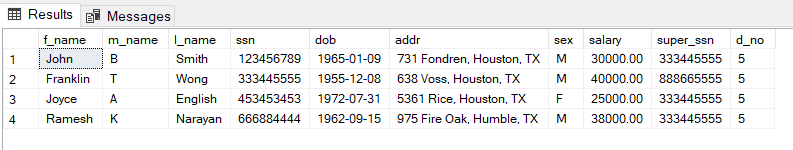 Results Messages
f_name m_name l_name ssn dob addr sex salary super_ssn d_no
1 John B Smith 123456789 1965-01-09 731 Fondren, Houston, TX M 30000.00 333445555 5
2 Franklin T Wong 333445555 1955-12-08 638 Voss, Houston, TX M 40000.00 888665555 5
3 Joyce A English 453453453 1972-07-31 5361 Rice, Houston, TX F 25000.00 333445555 5
4 Ramesh K Narayan 666884444 1962-09-15 975 Fire Oak, Humble, TX M 38000.00 333445555 5